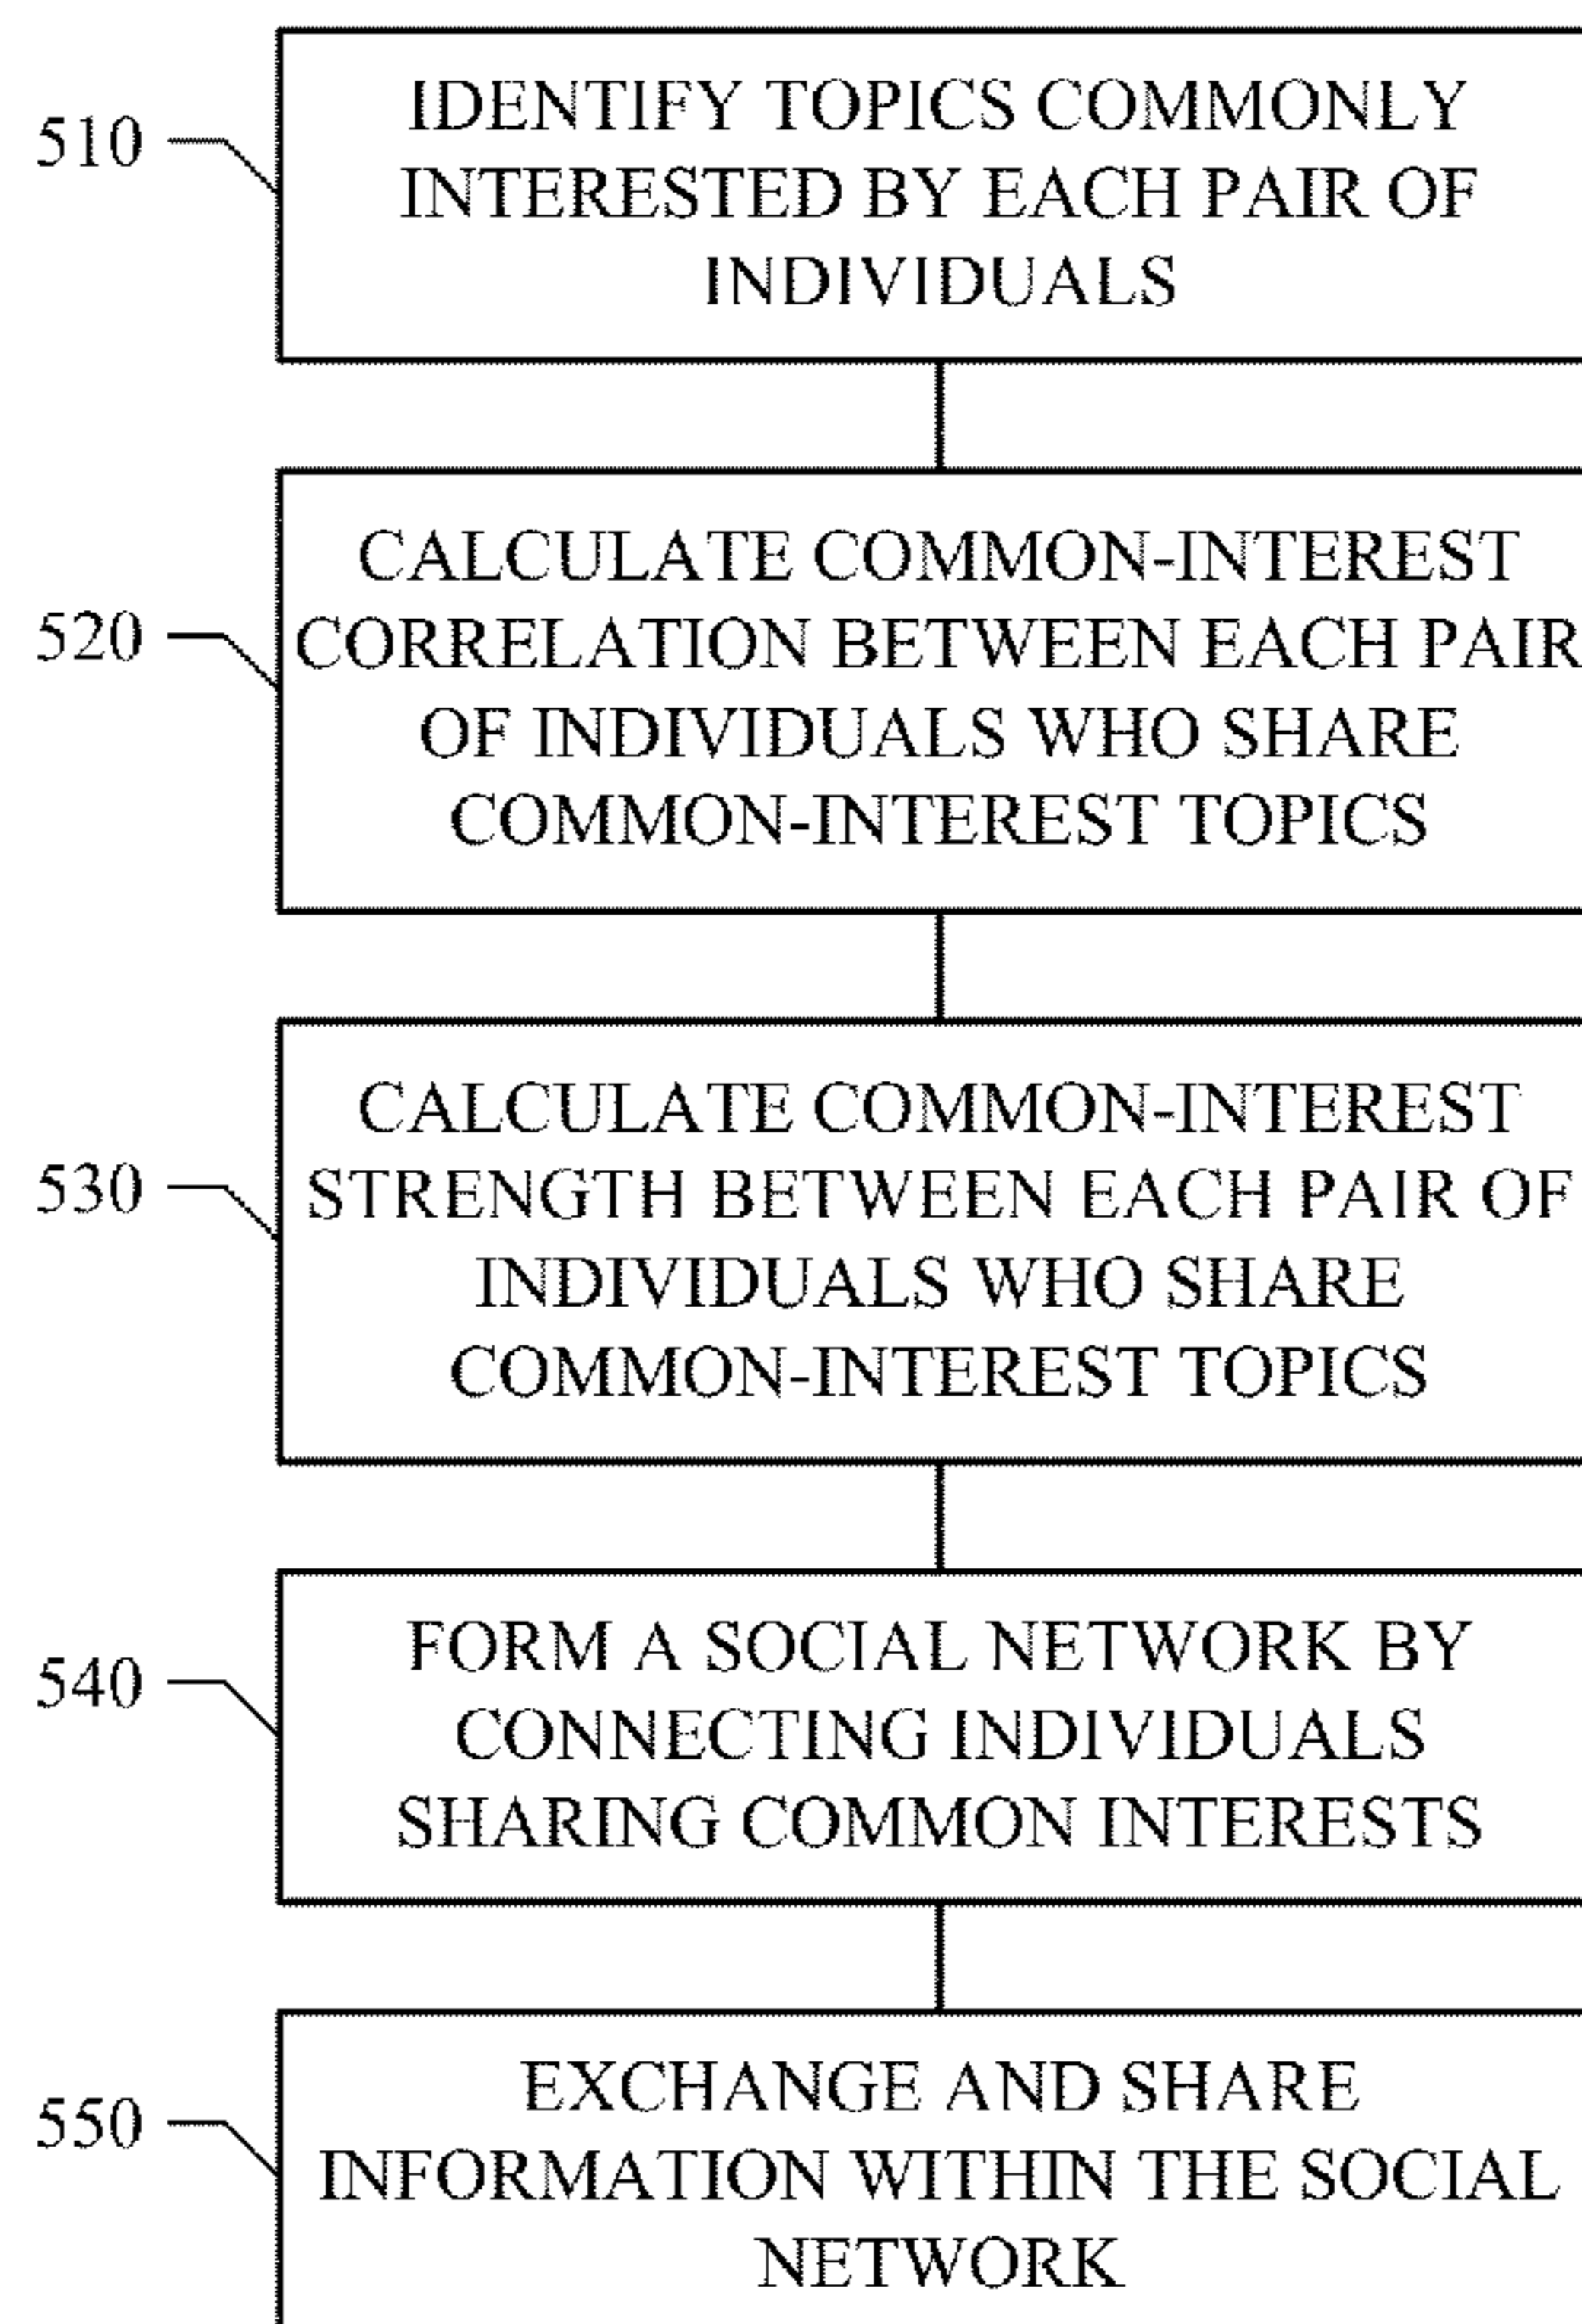 510
IDENTIFY TOPICS COMMONLY
INTERESTED BY EACH PAIR OF
INDIVIDUALS
520
CALCULATE COMMON-INTEREST
CORRELATION BETWEEN EACH PAIR
OF INDIVIDUALS WHO SHARE
COMMON-INTEREST TOPICS
530
CALCULATE COMMON-INTEREST
STRENGTH BETWEEN EACH PAIR OF
INDIVIDUALS WHO SHARE
COMMON-INTEREST TOPICS
540
FORM A SOCIAL NETWORK BY
CONNECTING INDIVIDUALS
SHARING COMMON INTERESTS
550
EXCHANGE AND SHARE
INFORMATION WITHIN THE SOCIAL
NETWORK